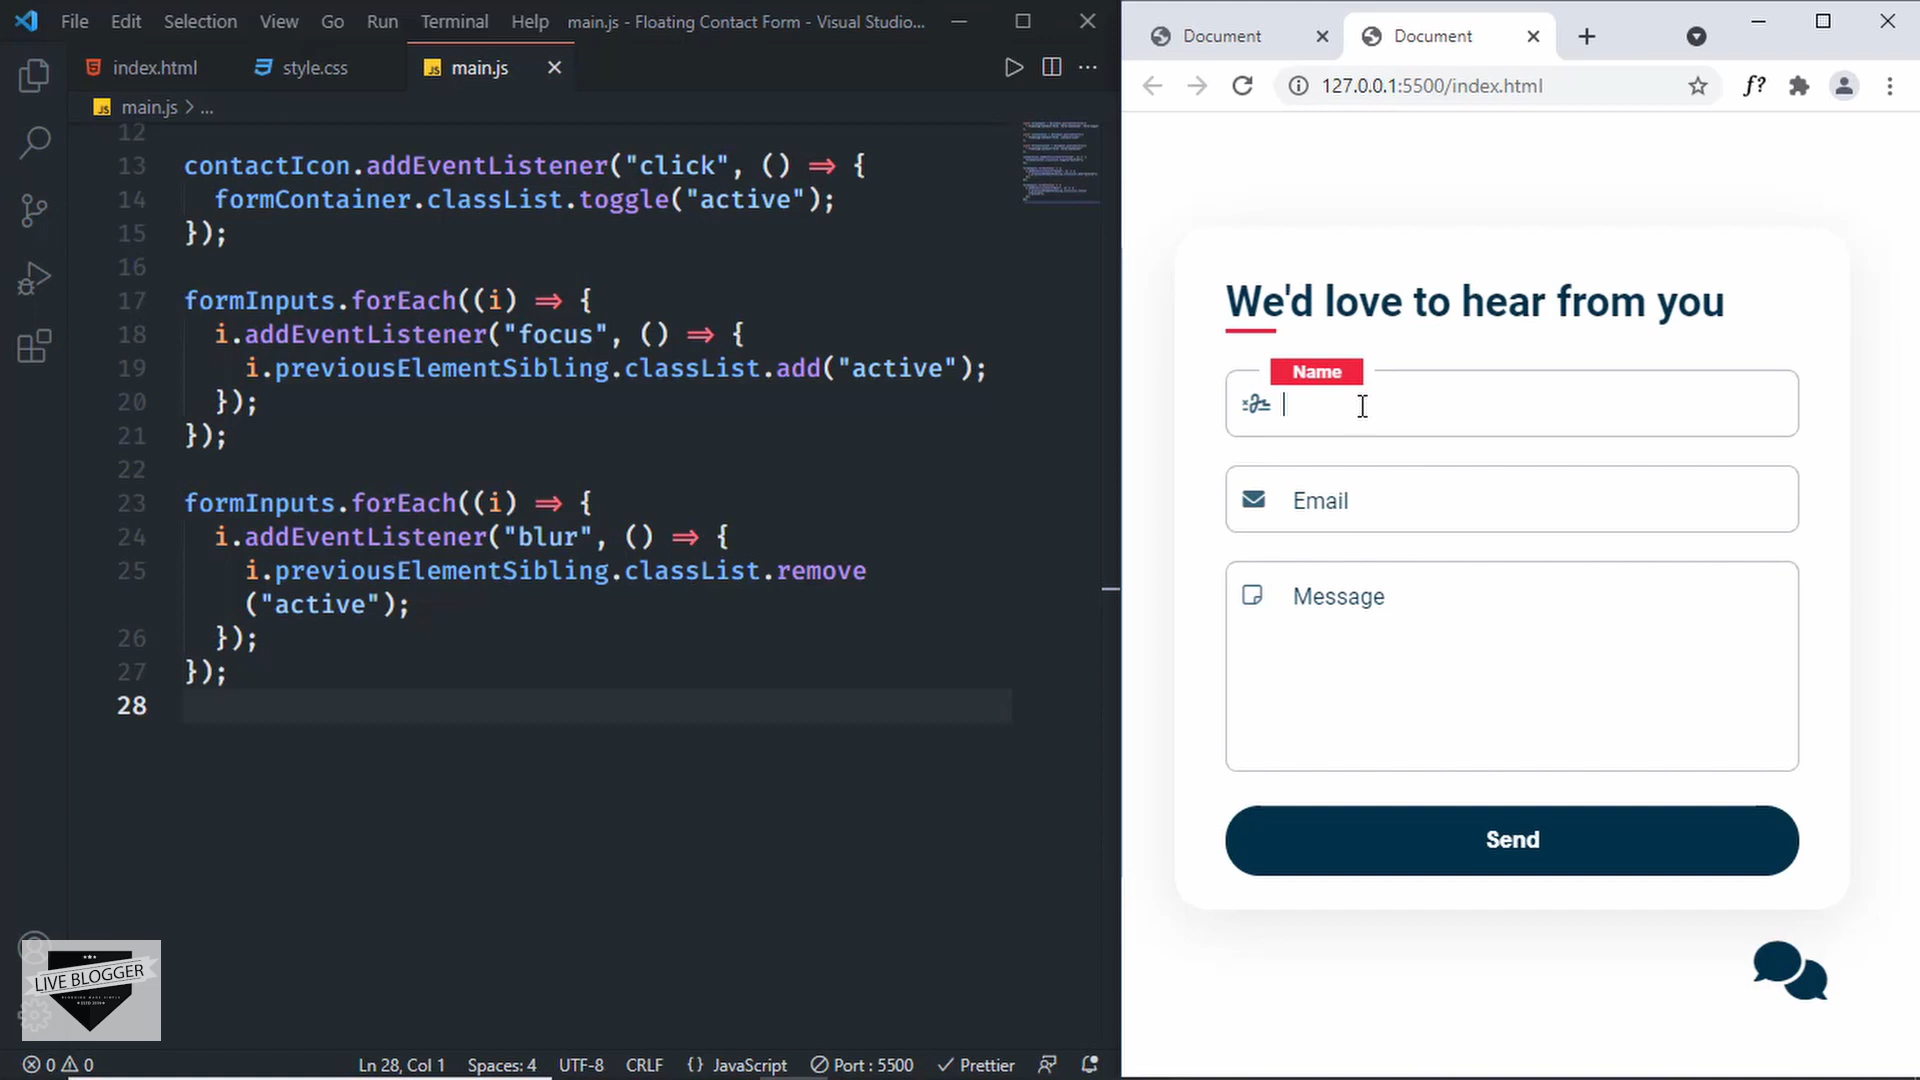 File Edit Selection View Go Run Terminal Help main.js - Floating Contact Form - Visual Studio...
index.html style.css main.js
main.js > ...
12
13 contactIcon.addEventListener("click", () => {
14 formContainer.classList.toggle("active");
15 });
16
17 formInputs.forEach((i) => {
18 i.addEventListener("focus", () => {
19 i.previousElementSibling.classList.add("active");
20 });
21 });
22
23 formInputs.forEach((i) => {
24 i.addEventListener("blur", () => {
25 i.previousElementSibling.classList.remove
("active");
26 });
27 });
28
LIVE BLOGGER
0 0 Ln 28, Col 1 Spaces: 4 UTF-8 CRLF {} JavaScript Port : 5500 Prettier
Document Document
127.0.0.1:5500/index.html f?
We'd love to hear from you
Name
Email
Message
Send